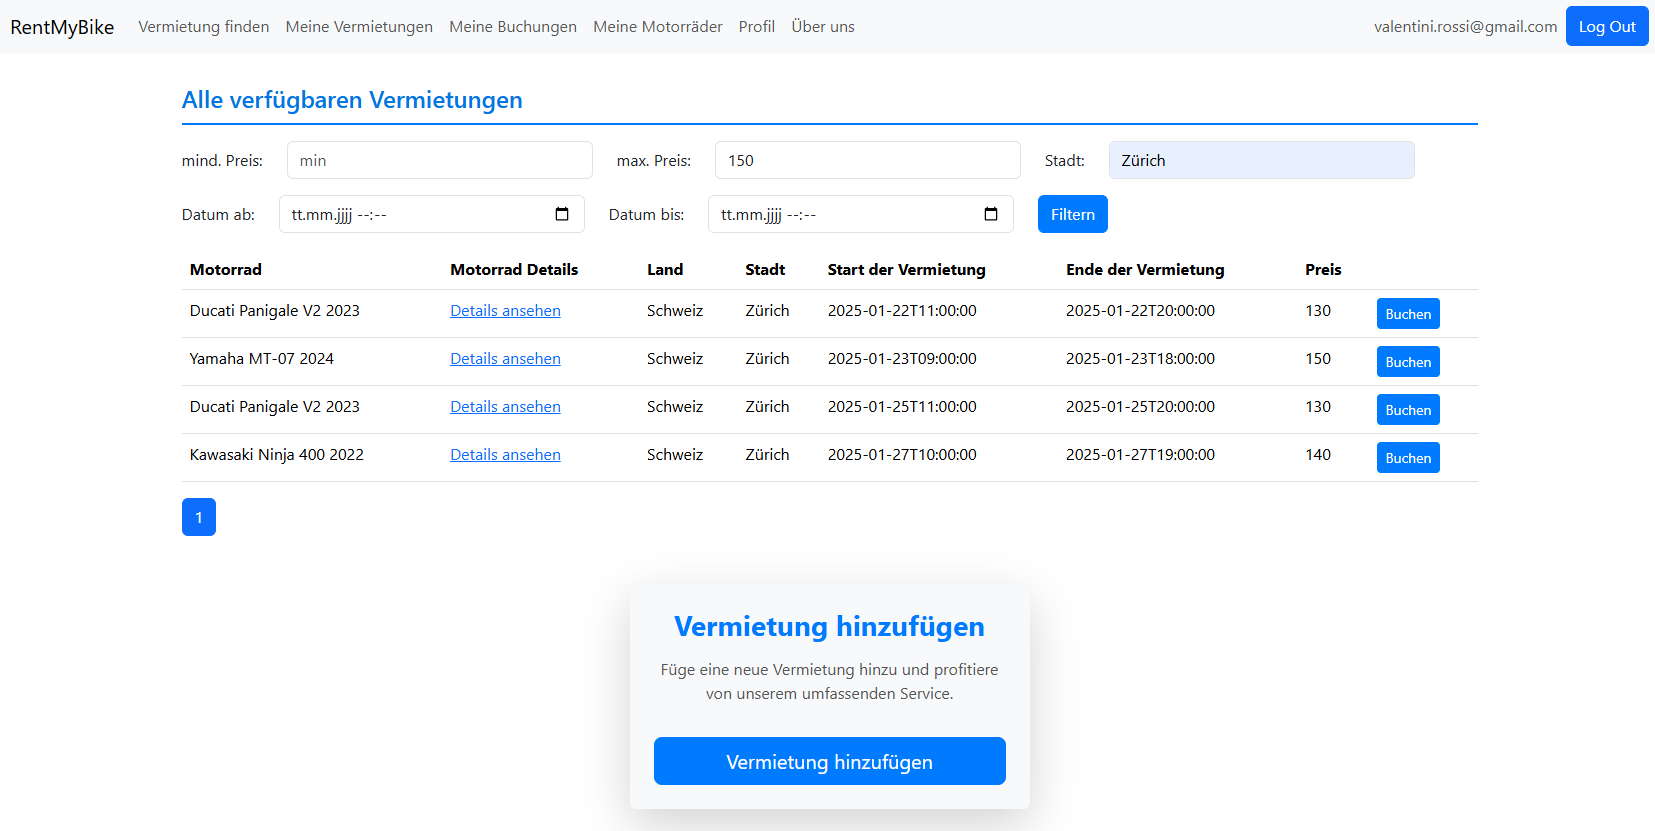 RentMyBike Vermietung finden Meine Vermietungen Meine Buchungen Meine Motorräder Profil Über uns valentini.rossi@gmail.com Log Out
Alle verfügbaren Vermietungen
mind. Preis: min max. Preis: 150 Stadt: Zürich
Datum ab: tt.mm.jjjj --:-- Datum bis: tt.mm.jjjj --:-- Filtern
Motorrad Motorrad Details Land Stadt Start der Vermietung Ende der Vermietung Preis
Ducati Panigale V2 2023 Details ansehen Schweiz Zürich 2025-01-22T11:00:00 2025-01-22T20:00:00 130 Buchen
Yamaha MT-07 2024 Details ansehen Schweiz Zürich 2025-01-23T09:00:00 2025-01-23T18:00:00 150 Buchen
Ducati Panigale V2 2023 Details ansehen Schweiz Zürich 2025-01-25T11:00:00 2025-01-25T20:00:00 130 Buchen
Kawasaki Ninja 400 2022 Details ansehen Schweiz Zürich 2025-01-27T10:00:00 2025-01-27T19:00:00 140 Buchen
1
Vermietung hinzufügen
Füge eine neue Vermietung hinzu und profitiere
von unserem umfassenden Service.
Vermietung hinzufügen